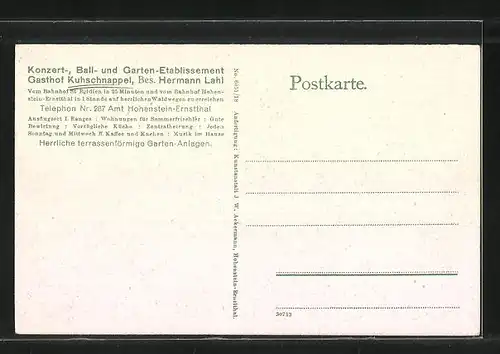 Konzert-, Ball- und Garten-Etablissement
Gasthof Kuhschnappel, Bes. Hermann Lahl
Vom Bahnhof St. Egidien in 25 Minuten und vom Bahnhof Hohen-
stein-Ernstthal in 1 Stunde auf herrlichen Waldwegen zu erreichen
Telephon Nr. 287 Amt Hohenstein-Ernstthal
Ausflugsort I. Ranges : Wohnungen für Sommerfrischler : Gute
Bewirtung : Vorzügliche Küche : Zentralheizung : Jeden
Sonntag und Mittwoch ff. Kaffee und Kuchen : Musik im Hause
Herrliche terrassenförmige Garten-Anlagen.
Anfertigung: Kunstanstalt J. W. Ackermann, Hohenstein-Ernstthal.
Postkarte.
30713